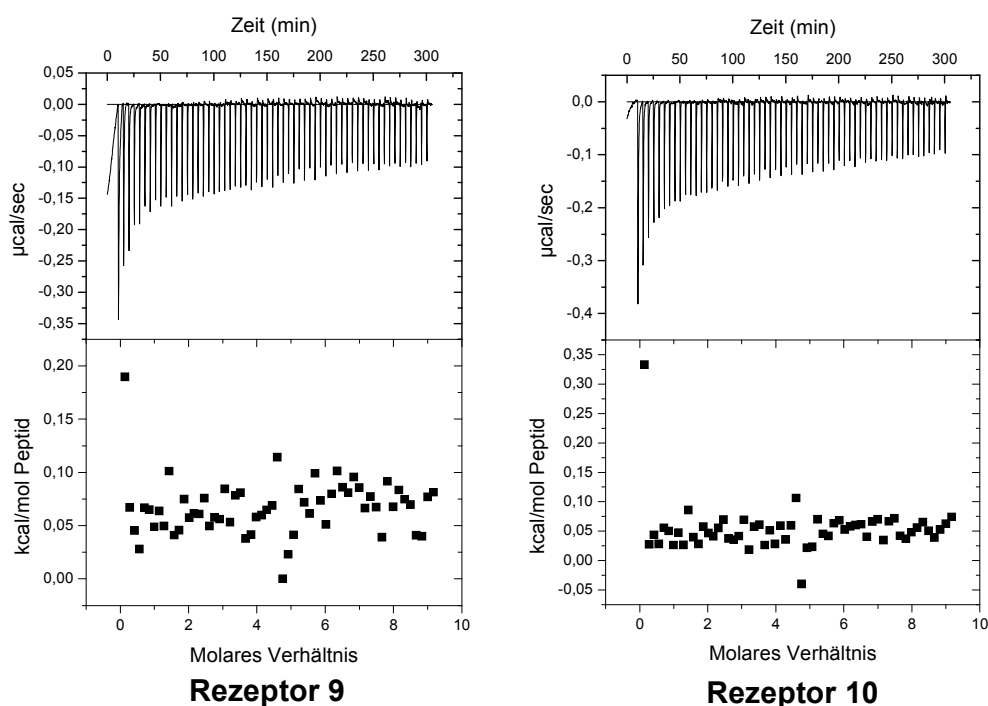 Zeit (min)
0 50 100 150 200 250 300
0,05
0,00
-0,05
-0,10
-0,15
-0,20
-0,25
-0,30
-0,35
µcal/sec
0,20
0,15
0,10
0,05
0,00
kcal/mol Peptid
0 2 4 6 8 10
Molares Verhältnis
Rezeptor 9
Zeit (min)
0 50 100 150 200 250 300
0,0
-0,1
-0,2
-0,3
-0,4
µcal/sec
0,35
0,30
0,25
0,20
0,15
0,10
0,05
0,00
-0,05
kcal/mol Peptid
0 2 4 6 8 10
Molares Verhältnis
Rezeptor 10